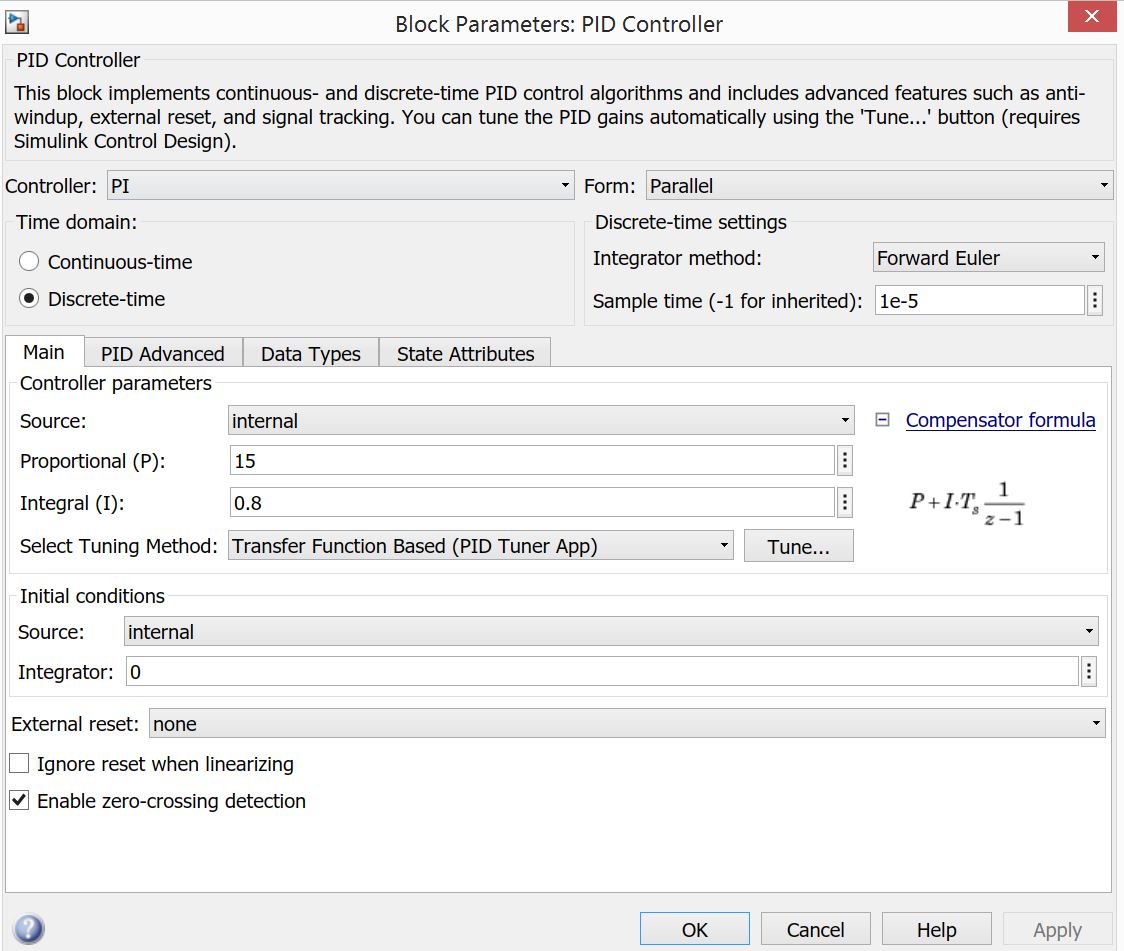 Block Parameters: PID Controller
PID Controller
This block implements continuous- and discrete-time PID control algorithms and includes advanced features such as anti-
windup, external reset, and signal tracking. You can tune the PID gains automatically using the 'Tune...' button (requires
Simulink Control Design).
Controller: PI Form: Parallel
Time domain:
Continuous-time
Discrete-time
Discrete-time settings
Integrator method: Forward Euler
Sample time (-1 for inherited): 1e-5
Main PID Advanced Data Types State Attributes
Controller parameters
Source: internal
Compensator formula
Proportional (P): 15
Integral (I): 0.8
P + I·Ts 1/(z−1)
Select Tuning Method: Transfer Function Based (PID Tuner App) Tune...
Initial conditions
Source: internal
Integrator: 0
External reset: none
Ignore reset when linearizing
Enable zero-crossing detection
? OK Cancel Help Apply